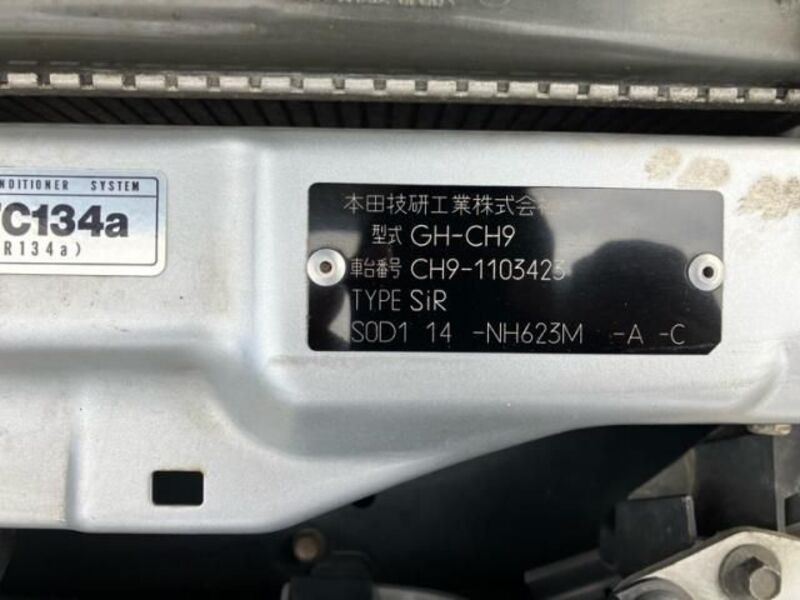 NDITIONER SYSTEM
FC134a
R134a)
本田技研工業株式会
型式 GH-CH9
車台番号 CH9-1103423
TYPE SiR
S0D1 14 -NH623M -A -C